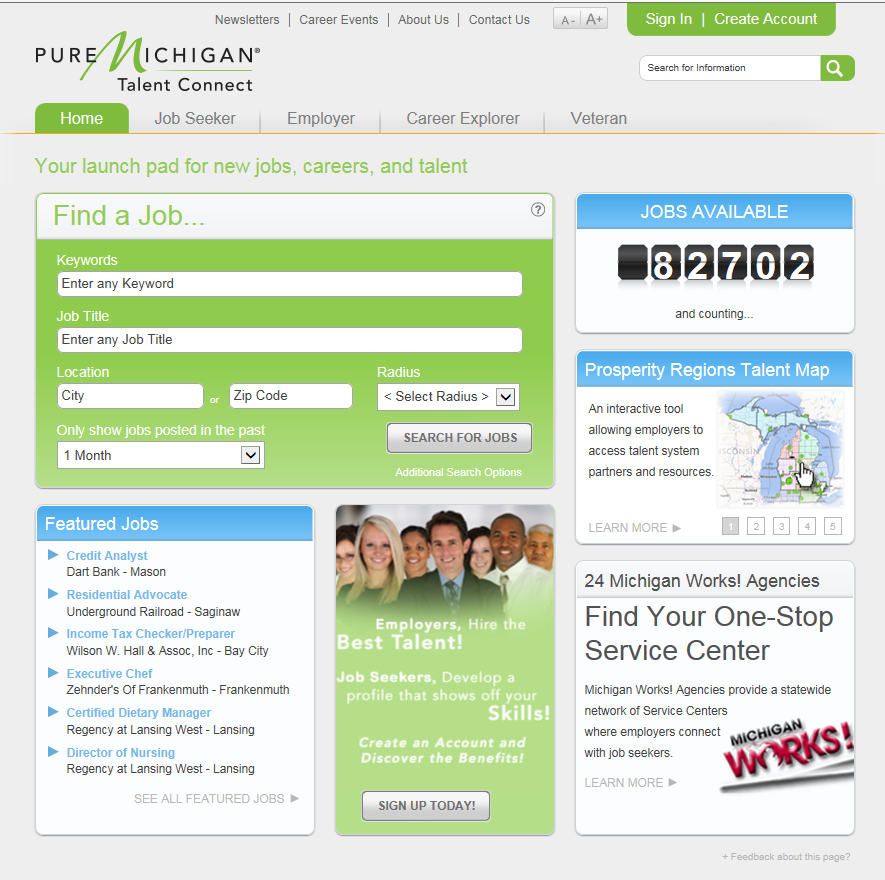 Newsletters | Career Events | About Us | Contact Us
A- | A+
Sign In | Create Account
PURE MICHIGAN®
Talent Connect
Search for Information
Home
Job Seeker
Employer
Career Explorer
Veteran
Your launch pad for new jobs, careers, and talent
Find a Job...
?
Keywords
Enter any Keyword
Job Title
Enter any Job Title
Location
Radius
City
or
Zip Code
< Select Radius >
Only show jobs posted in the past
1 Month
SEARCH FOR JOBS
Additional Search Options
JOBS AVAILABLE
82702
and counting...
Prosperity Regions Talent Map
An interactive tool
allowing employers to
access talent system
partners and resources.
LEARN MORE
1 2 3 4 5
Featured Jobs
Credit Analyst
Dart Bank - Mason
Residential Advocate
Underground Railroad - Saginaw
Income Tax Checker/Preparer
Wilson W. Hall & Assoc, Inc - Bay City
Executive Chef
Zehnder's Of Frankenmuth - Frankenmuth
Certified Dietary Manager
Regency at Lansing West - Lansing
Director of Nursing
Regency at Lansing West - Lansing
SEE ALL FEATURED JOBS
Employers, Hire the
Best Talent!
Job Seekers, Develop a
profile that shows off your
Skills!
Create an Account and
Discover the Benefits!
SIGN UP TODAY!
24 Michigan Works! Agencies
Find Your One-Stop
Service Center
Michigan Works! Agencies provide a statewide
network of Service Centers
where employers connect
with job seekers.
MICHIGAN
WORKS!
LEARN MORE
+ Feedback about this page?